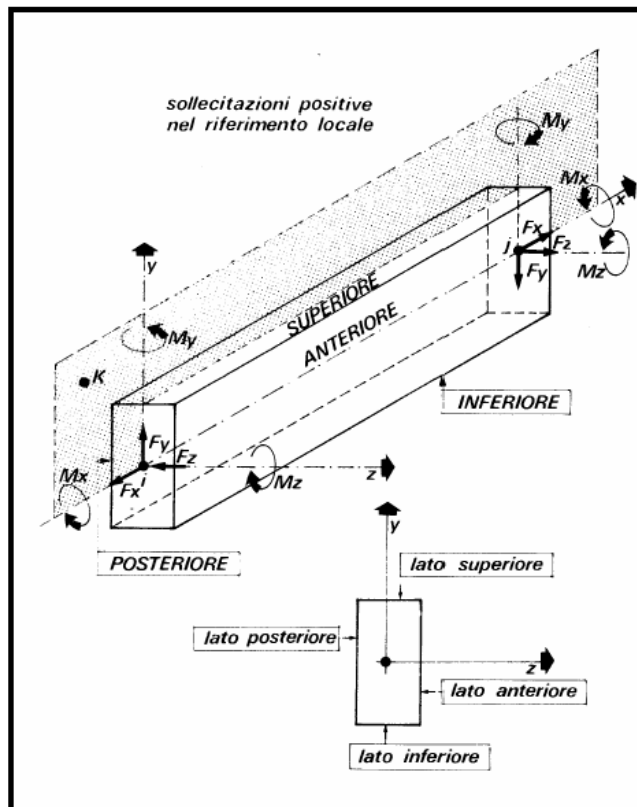 sollecitazioni positive
nel riferimento locale
My
Mx
x
y
Fx
j
Fz
Mz
Fy
My
SUPERIORE
ANTERIORE
K
INFERIORE
Fy
Fz
Mx
Fx
i
Mz
z
POSTERIORE
y
lato superiore
lato posteriore
z
lato anteriore
lato inferiore